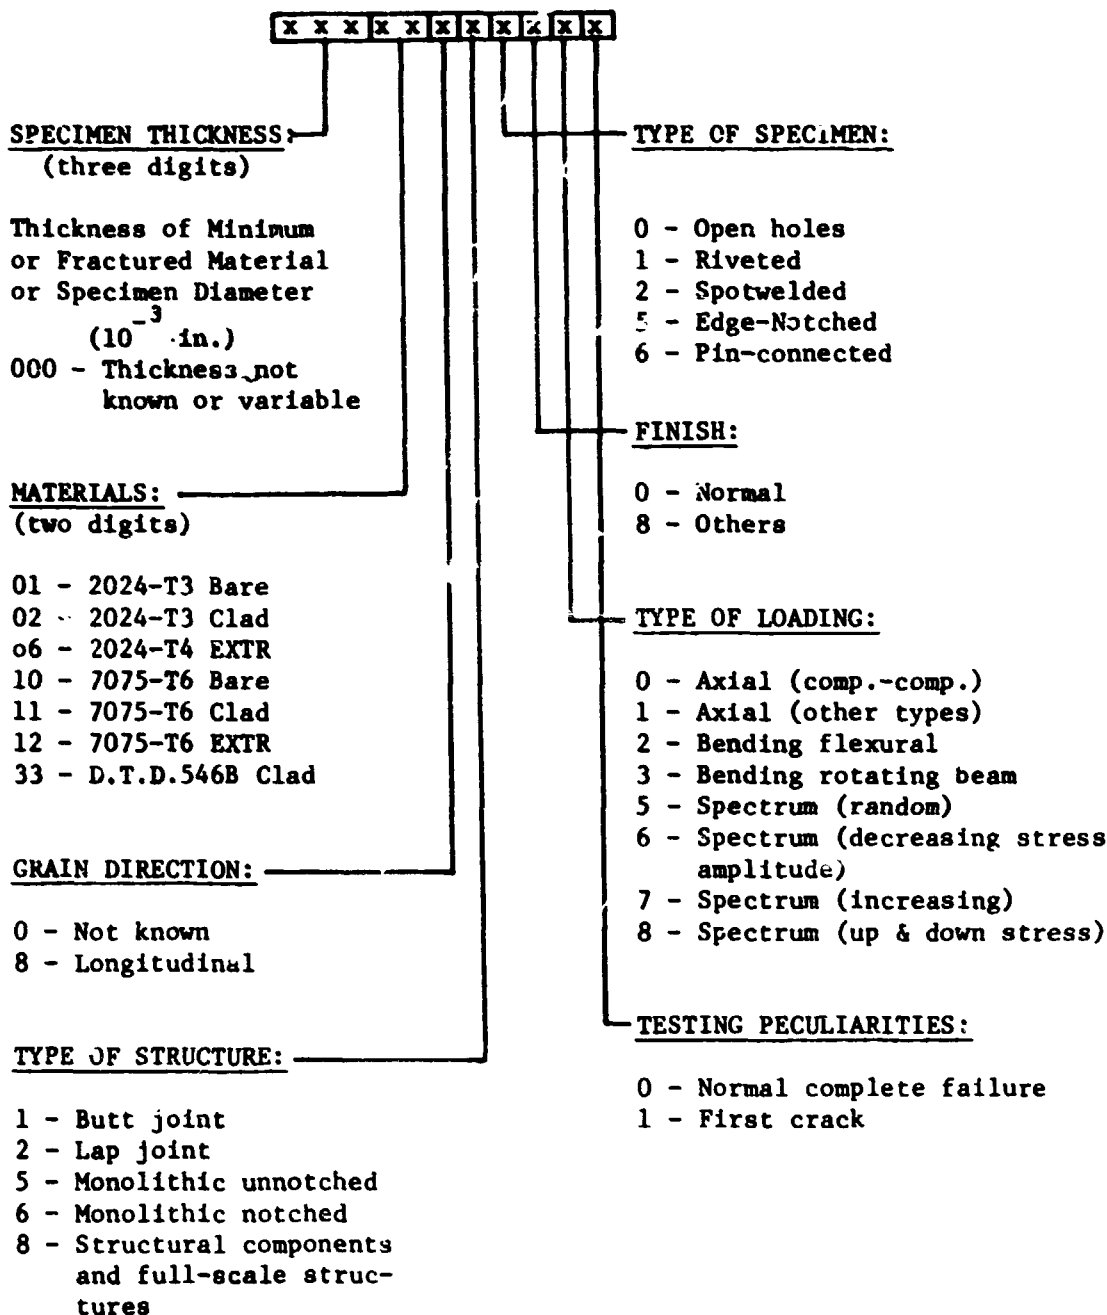 x x x x x x x x x x x
SPECIMEN THICKNESS:
(three digits)
Thickness of Minimum
or Fractured Material
or Specimen Diameter
(10⁻³ in.)
000 - Thickness not
known or variable
MATERIALS:
(two digits)
01 - 2024-T3 Bare
02 - 2024-T3 Clad
o6 - 2024-T4 EXTR
10 - 7075-T6 Bare
11 - 7075-T6 Clad
12 - 7075-T6 EXTR
33 - D.T.D.546B Clad
GRAIN DIRECTION:
0 - Not known
8 - Longitudinal
TYPE OF STRUCTURE:
1 - Butt joint
2 - Lap joint
5 - Monolithic unnotched
6 - Monolithic notched
8 - Structural components
and full-scale struc-
tures
TYPE OF SPECIMEN:
0 - Open holes
1 - Riveted
2 - Spotwelded
5 - Edge-Notched
6 - Pin-connected
FINISH:
0 - Normal
8 - Others
TYPE OF LOADING:
0 - Axial (comp.-comp.)
1 - Axial (other types)
2 - Bending flexural
3 - Bending rotating beam
5 - Spectrum (random)
6 - Spectrum (decreasing stress
amplitude)
7 - Spectrum (increasing)
8 - Spectrum (up & down stress)
TESTING PECULIARITIES:
0 - Normal complete failure
1 - First crack